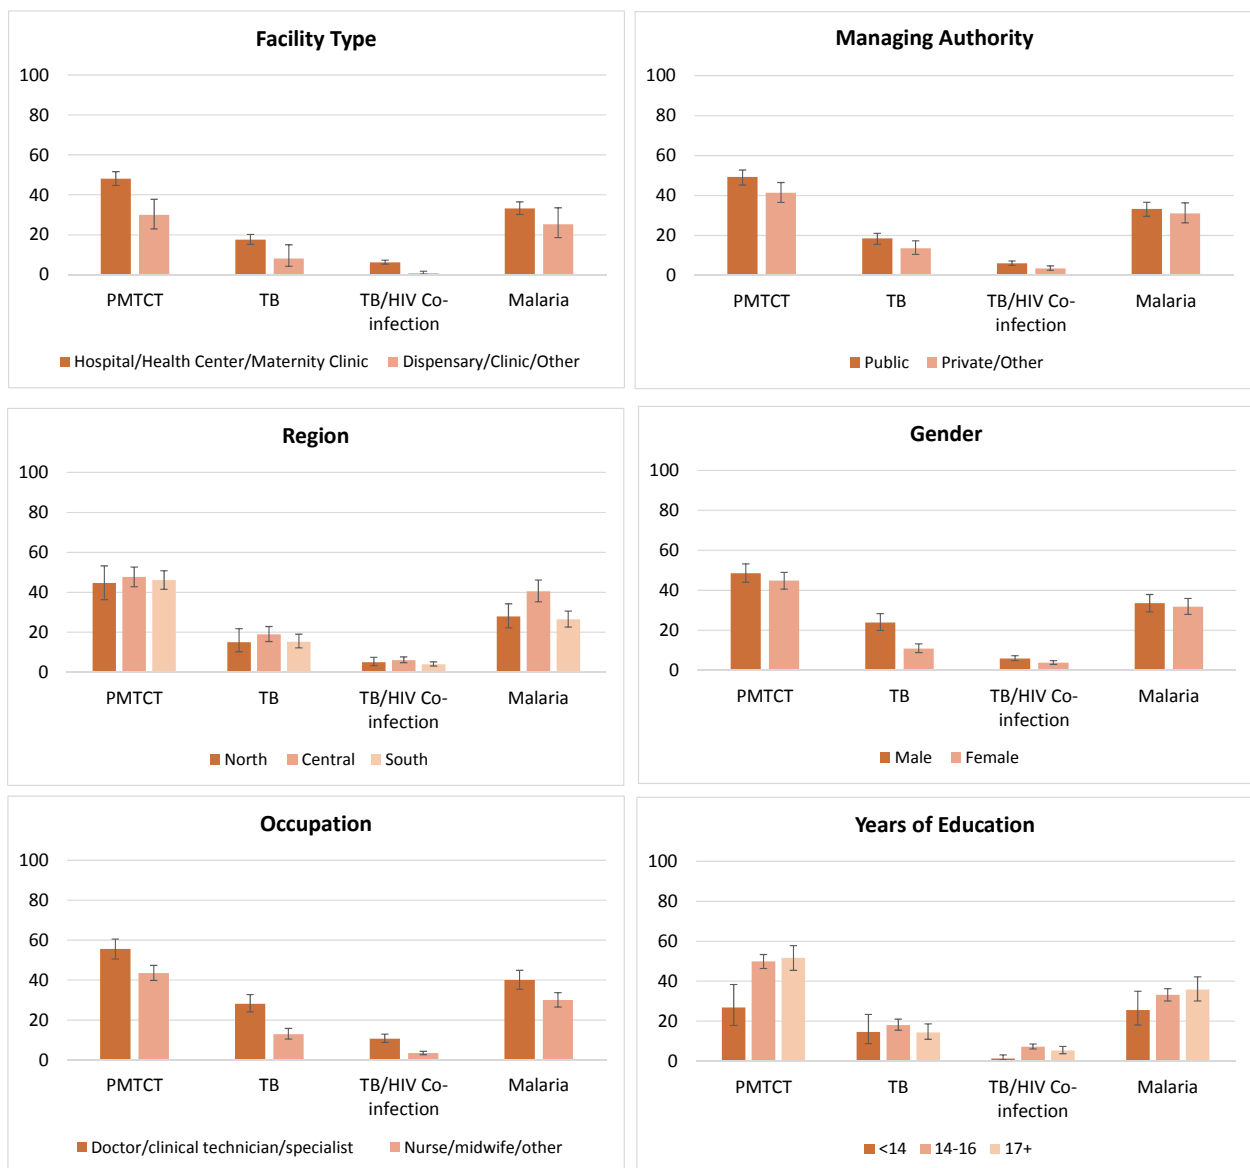 Facility Type
100
80
60
40
20
0
PMTCT
TB
TB/HIV Co-
infection
Malaria
Hospital/Health Center/Maternity Clinic
Dispensary/Clinic/Other
Managing Authority
100
80
60
40
20
0
PMTCT
TB
TB/HIV Co-
infection
Malaria
Public
Private/Other
Region
100
80
60
40
20
0
PMTCT
TB
TB/HIV Co-
infection
Malaria
North
Central
South
Gender
100
80
60
40
20
0
PMTCT
TB
TB/HIV Co-
infection
Malaria
Male
Female
Occupation
100
80
60
40
20
0
PMTCT
TB
TB/HIV Co-
infection
Malaria
Doctor/clinical technician/specialist
Nurse/midwife/other
Years of Education
100
80
60
40
20
0
PMTCT
TB
TB/HIV Co-
infection
Malaria
<14
14-16
17+